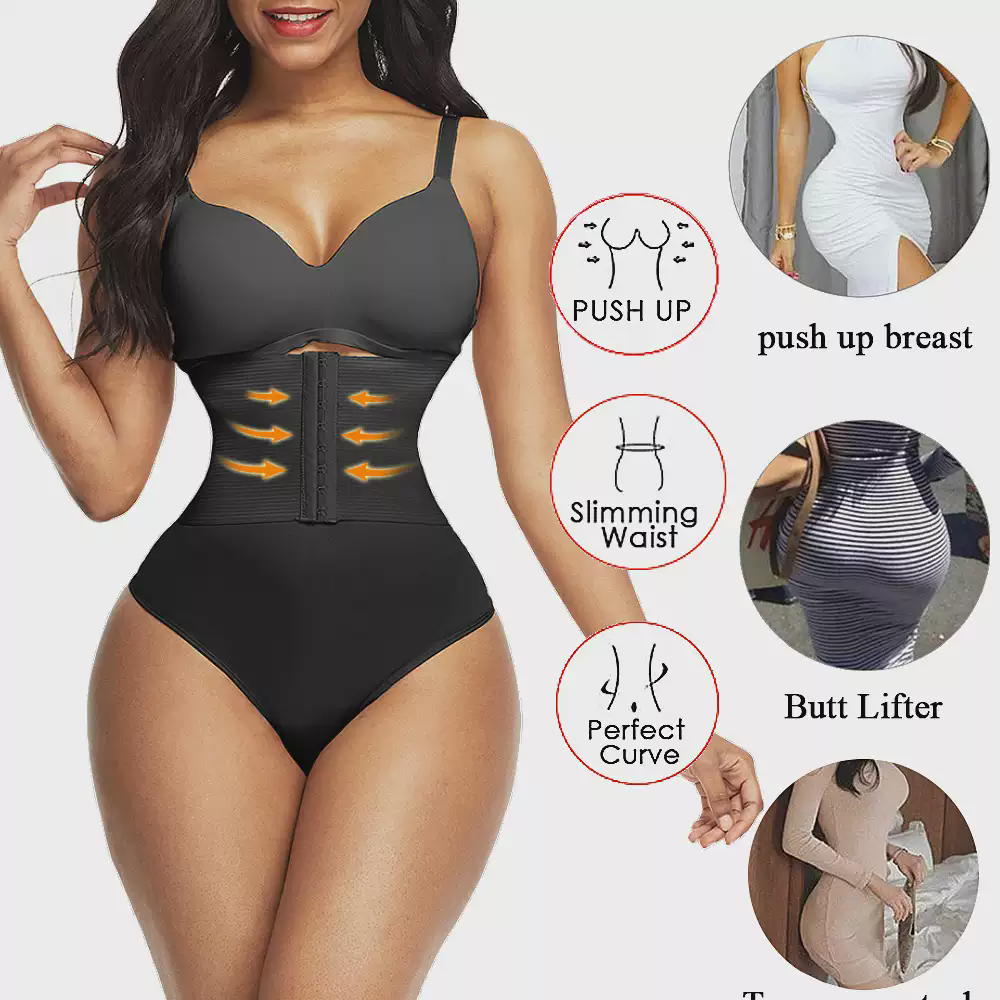 PUSH UP
push up breast
Slimming
Waist
Butt Lifter
Perfect
Curve